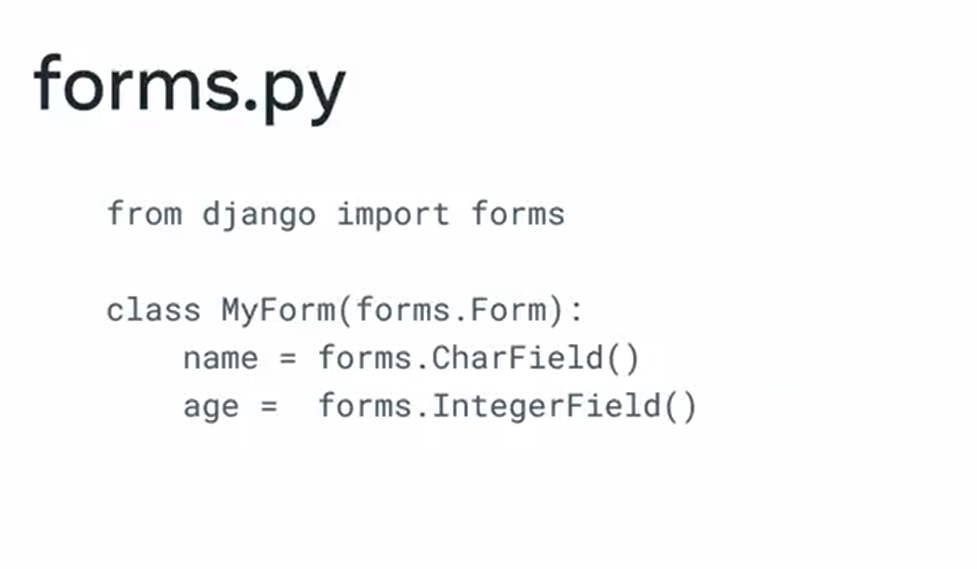 forms.py
from django import forms
class MyForm(forms.Form):
    name = forms.CharField()
    age =  forms.IntegerField()